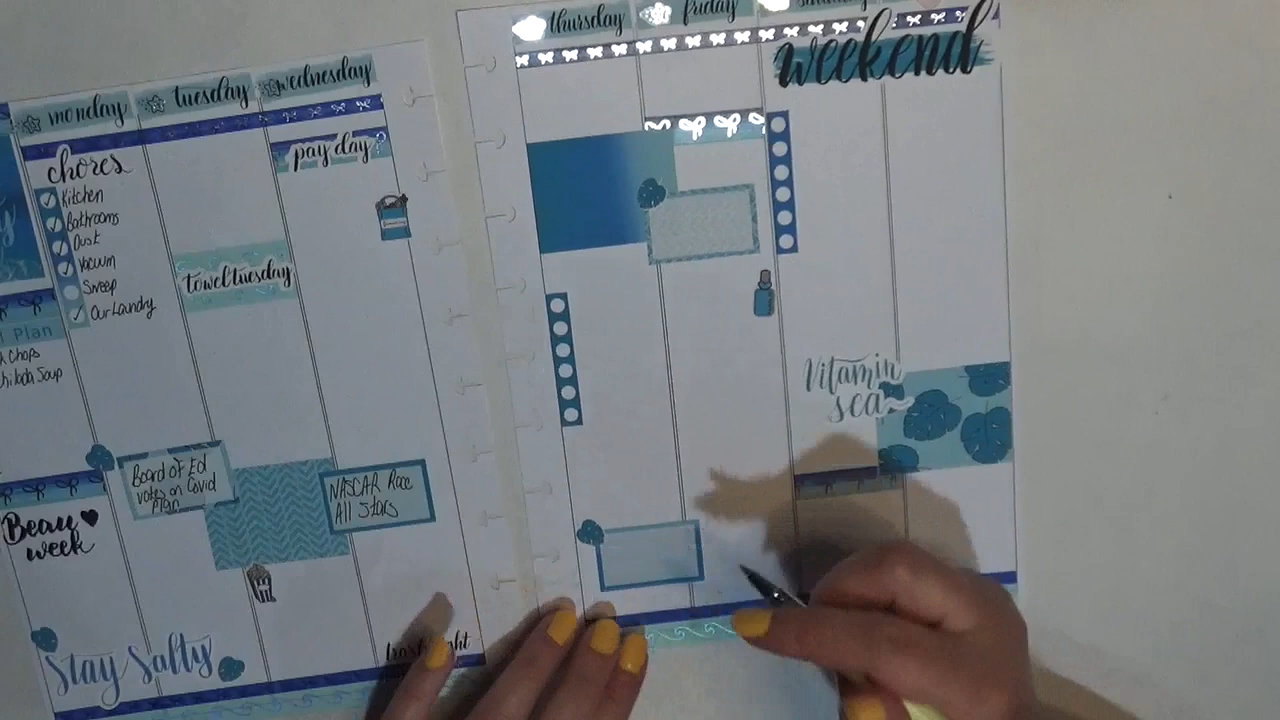 monday
tuesday
wednesday
chores
Kitchen
Bathrooms
Dust
Vacuum
Sweep
Our Laundry
Plan
Chops
Soup
Beau
week
Stay Salty
towel tuesday
Board of Ed
votes on Covid
Plan
pay day
NASCAR Race
All Stars
thursday
friday
weekend
Vitamin
sea